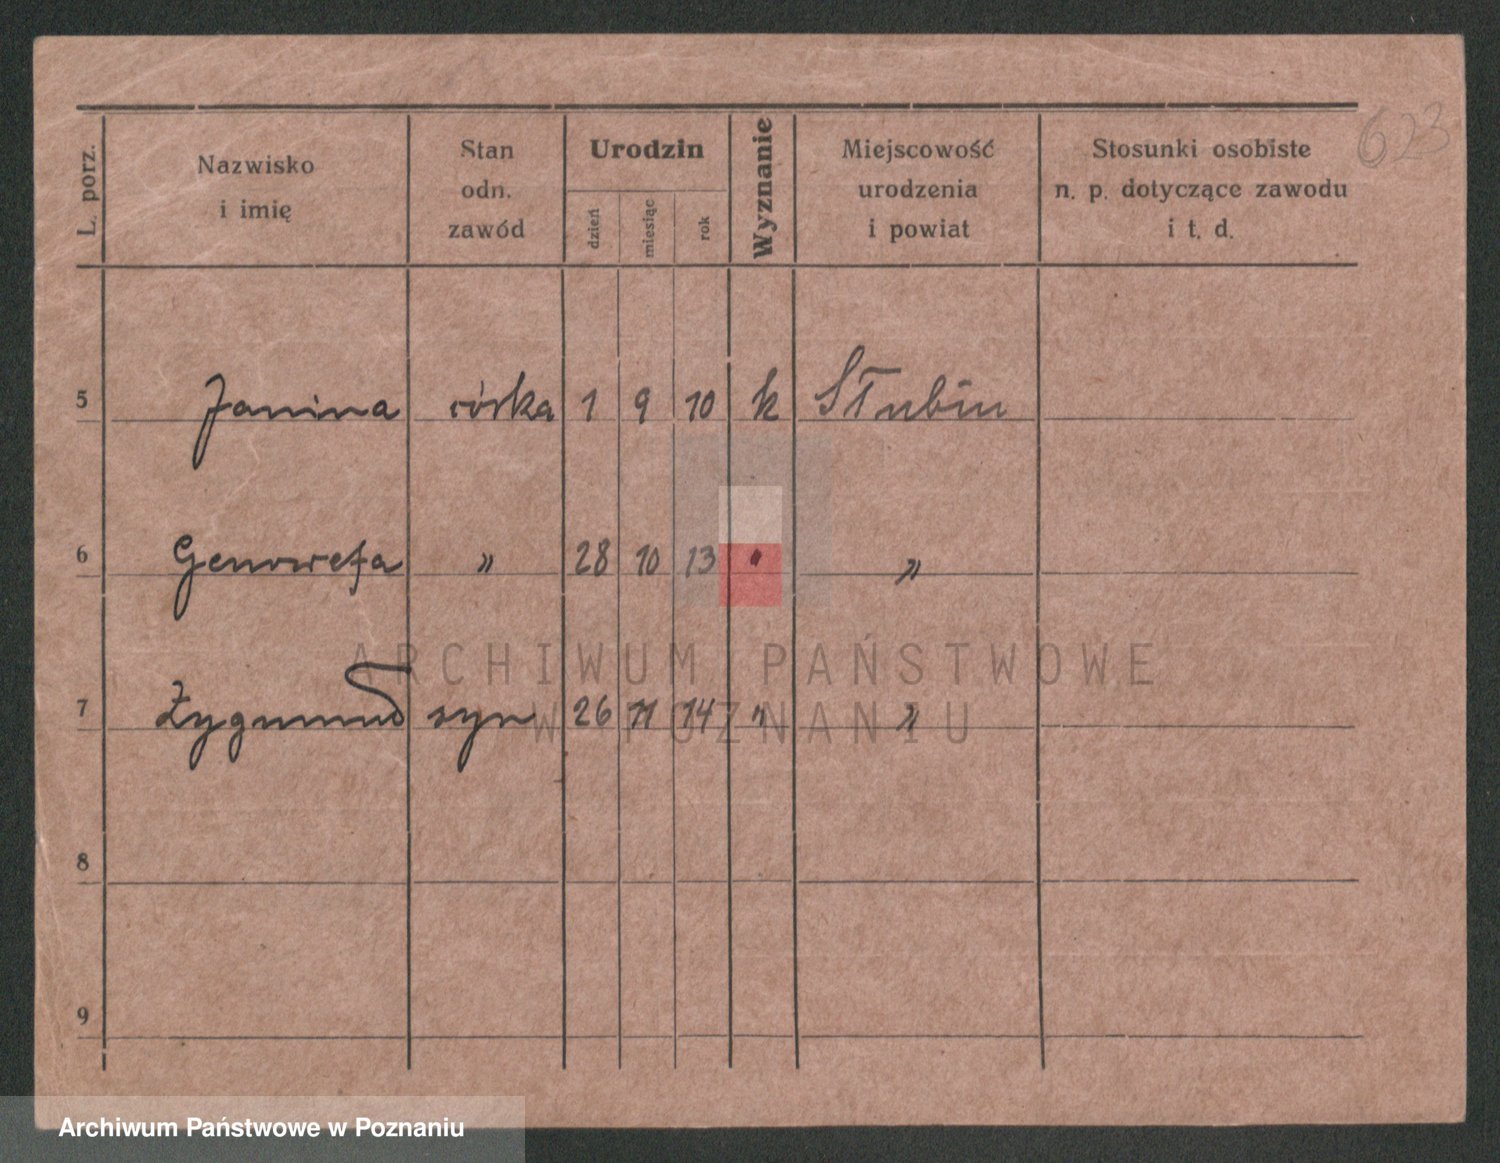 623
L. porz. Nazwisko i imię Stan odn. zawód Urodzin dzień miesiąc rok Wyznanie Miejscowość urodzenia i powiat Stosunki osobiste n. p. dotyczące zawodu i t. d.
5 Janina córka 1 9 10 k Słubin
6 Genowefa " 28 10 13 " "
ARCHIWUM PAŃSTWOWE
7 Zygmund syn 26 11 14 " "
W POZNANIU
8
9
Archiwum Państwowe w Poznaniu